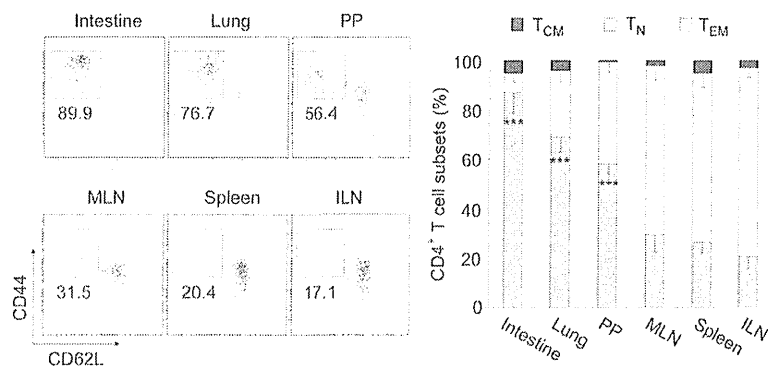 Intestine Lung PP
89.9 76.7 56.4
MLN Spleen ILN
31.5 20.4 17.1
CD44
CD62L
T_CM T_N T_EM
CD4+ T cell subsets (%)
100
80
60
40
20
0
*** *** ***
Intestine Lung PP MLN Spleen ILN